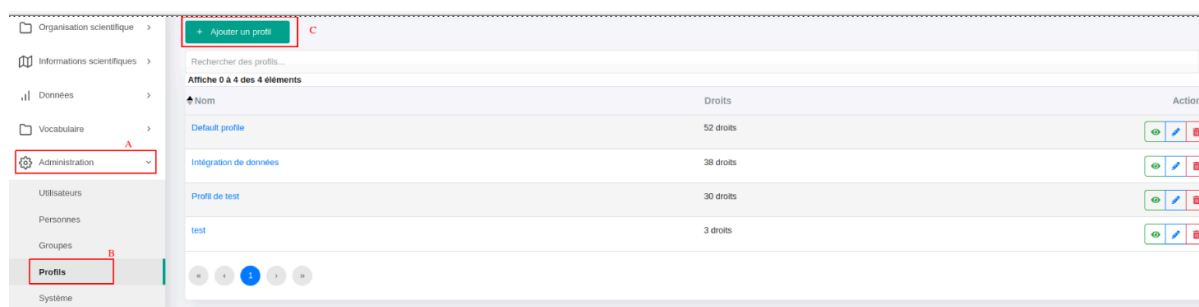 Organisation scientifique
Informations scientifiques
Données
Vocabulaire
A
Administration
Utilisateurs
Personnes
Groupes
B
Profils
Système
+ Ajouter un profil
C
Rechercher des profils...
Affiche 0 à 4 des 4 éléments
Nom Droits Action
Default profile 52 droits
Intégration de données 38 droits
Profil de test 30 droits
test 3 droits
« ‹ 1 › »